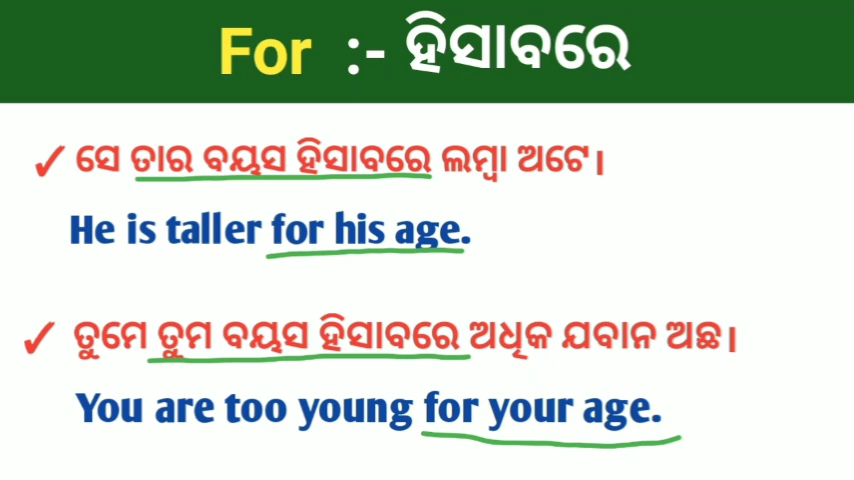 For :- ହିସାବରେ
✓ ସେ ତାର ବୟସ ହିସାବରେ ଲମ୍ବା ଅଟେ।
He is taller for his age.
✓ ତୁମେ ତୁମ ବୟସ ହିସାବରେ ଅଧିକ ଯବାନ ଅଛ।
You are too young for your age.